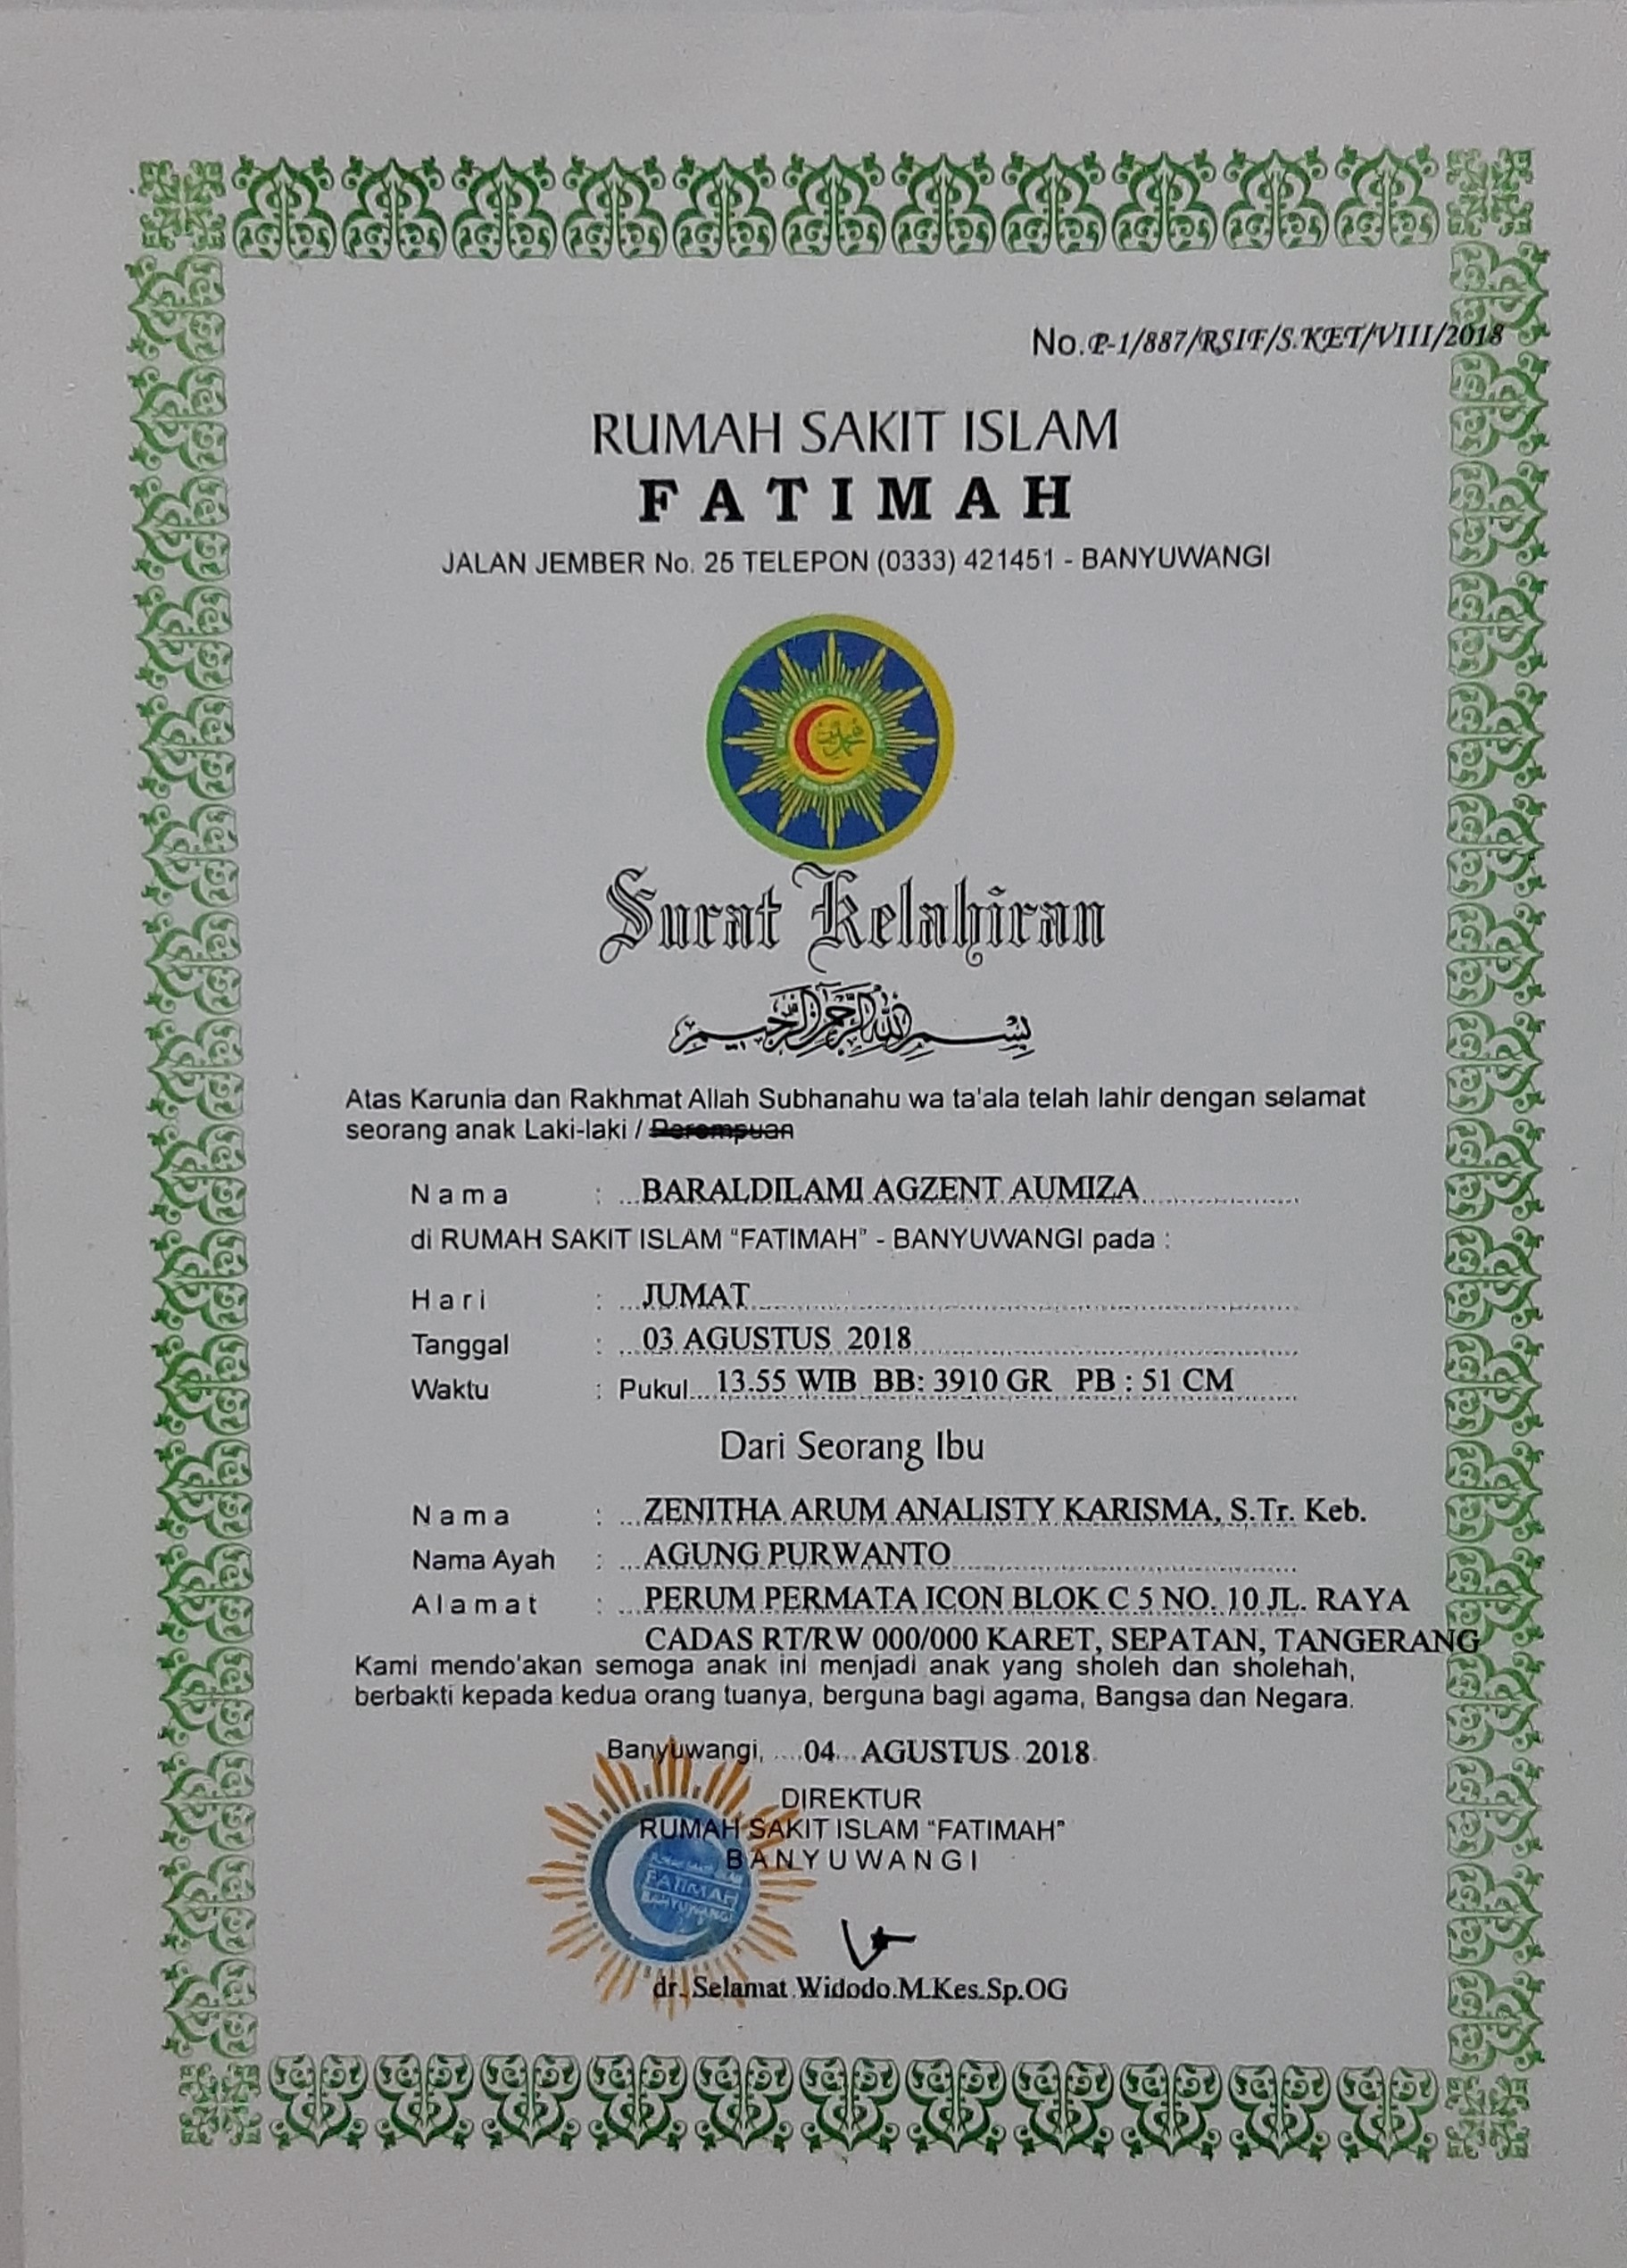 No. P-1/887/RSIF/S.KET/VIII/2018
RUMAH SAKIT ISLAM
FATIMAH
JALAN JEMBER No. 25 TELEPON (0333) 421451 - BANYUWANGI
Surat Kelahiran
بسم الله الرحمن الرحيم
Atas Karunia dan Rakhmat Allah Subhanahu wa ta'ala telah lahir dengan selamat
seorang anak Laki-laki / Perempuan
Nama : BARALDILAMI AGZENT AUMIZA
di RUMAH SAKIT ISLAM "FATIMAH" - BANYUWANGI pada :
Hari : JUMAT
Tanggal : 03 AGUSTUS 2018
Waktu : Pukul 13.55 WIB BB: 3910 GR PB : 51 CM
Dari Seorang Ibu
Nama : ZENITHA ARUM ANALISTY KARISMA, S.Tr. Keb.
Nama Ayah : AGUNG PURWANTO
Alamat : PERUM PERMATA ICON BLOK C 5 NO. 10 JL. RAYA
CADAS RT/RW 000/000 KARET, SEPATAN, TANGERANG
Kami mendo'akan semoga anak ini menjadi anak yang sholeh dan sholehah,
berbakti kepada kedua orang tuanya, berguna bagi agama, Bangsa dan Negara.
Banyuwangi, 04 AGUSTUS 2018
DIREKTUR
RUMAH SAKIT ISLAM "FATIMAH"
BANYUWANGI
RUMAH SAKIT ISLAM
FATIMAH
BANYUWANGI
dr. Selamat Widodo.M.Kes.Sp.OG